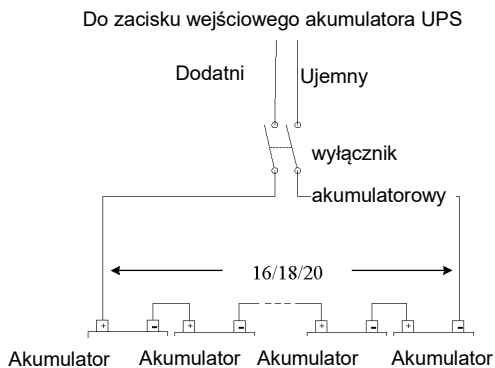 Do zacisku wejściowego akumulatora UPS
Dodatni
Ujemny
wyłącznik
akumulatorowy
16/18/20
+ - + - + - + -
Akumulator Akumulator Akumulator Akumulator